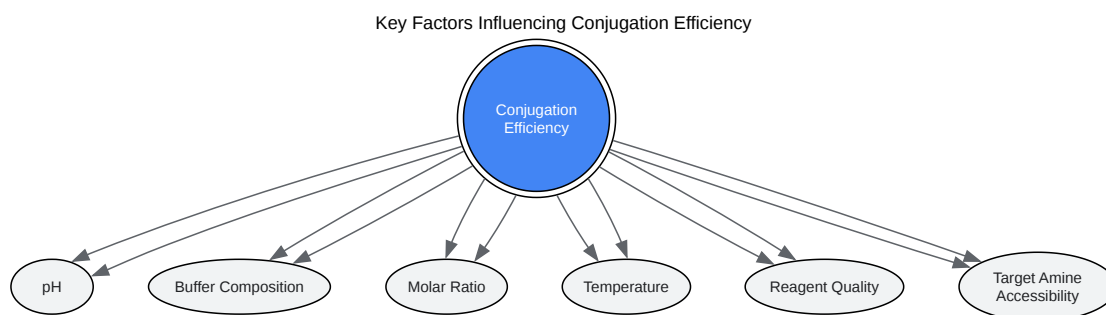 Key Factors Influencing Conjugation Efficiency
Conjugation
Efficiency
pH
Buffer Composition
Molar Ratio
Temperature
Reagent Quality
Target Amine
Accessibility